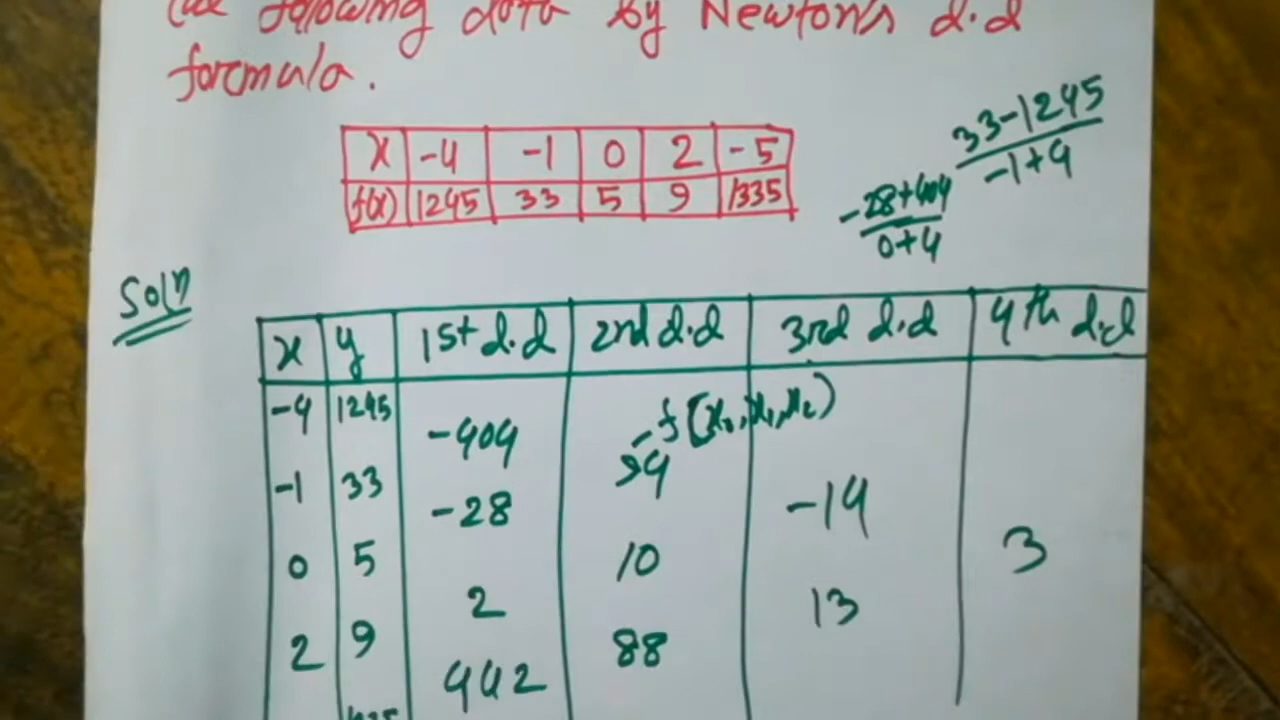 the following data by Newton's d.d
formula.
x -4 -1 0 2 -5
f(x) 1245 33 5 9 1335
33-1245
-1+4
-28+404
0+4
Soln
x y 1st d.d 2nd d.d 3rd d.d 4th d.d
-4 1245
f(x0,x1,x2)
-404
94
-1 33
-28
-14
0 5
10
3
2
13
2 9
88
442